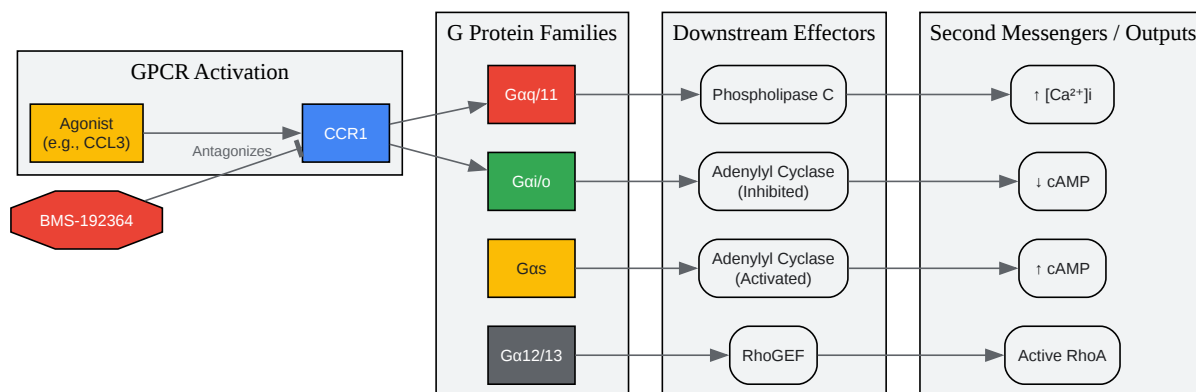 GPCR Activation
Agonist
(e.g., CCL3)
Antagonizes
CCR1
BMS-192364
G Protein Families
Gαq/11
Gαi/o
Gαs
Gα12/13
Downstream Effectors
Phospholipase C
Adenylyl Cyclase
(Inhibited)
Adenylyl Cyclase
(Activated)
RhoGEF
Second Messengers / Outputs
↑ [Ca²⁺]i
↓ cAMP
↑ cAMP
Active RhoA